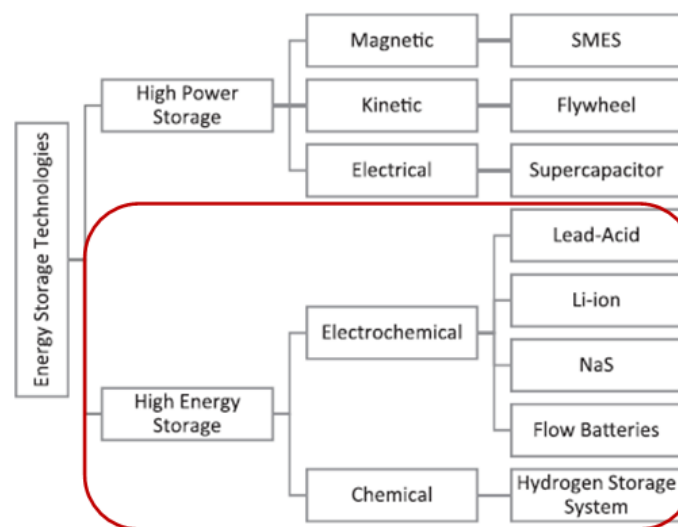 Energy Storage Technologies
High Power
Storage
Magnetic
SMES
Kinetic
Flywheel
Electrical
Supercapacitor
High Energy
Storage
Electrochemical
Lead-Acid
Li-ion
NaS
Flow Batteries
Chemical
Hydrogen Storage
System